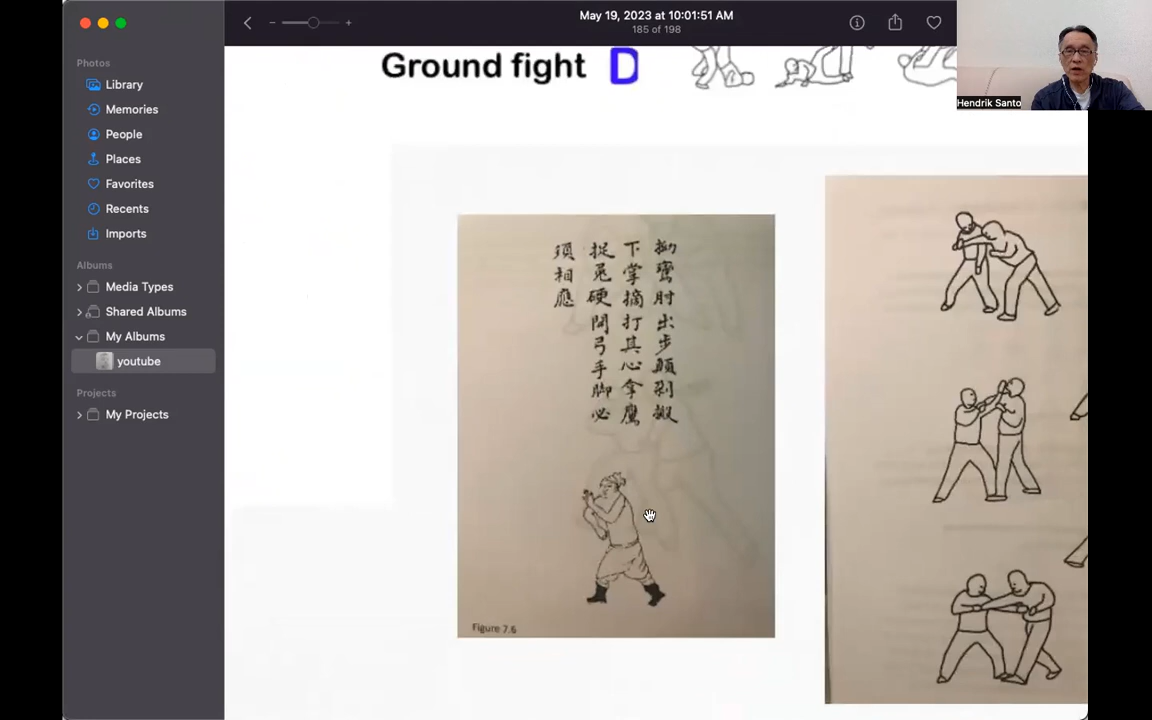 May 19, 2023 at 10:01:51 AM
185 of 198
Photos
Library
Memories
People
Places
Favorites
Recents
Imports
Albums
Media Types
Shared Albums
My Albums
youtube
Projects
My Projects
Ground fight D
拗鸞肘出步顛剁搬
下掌摘打其心拿鷹
捉兔硬開弓手脚必
須相應
Figure 7.6
Hendrik Santo